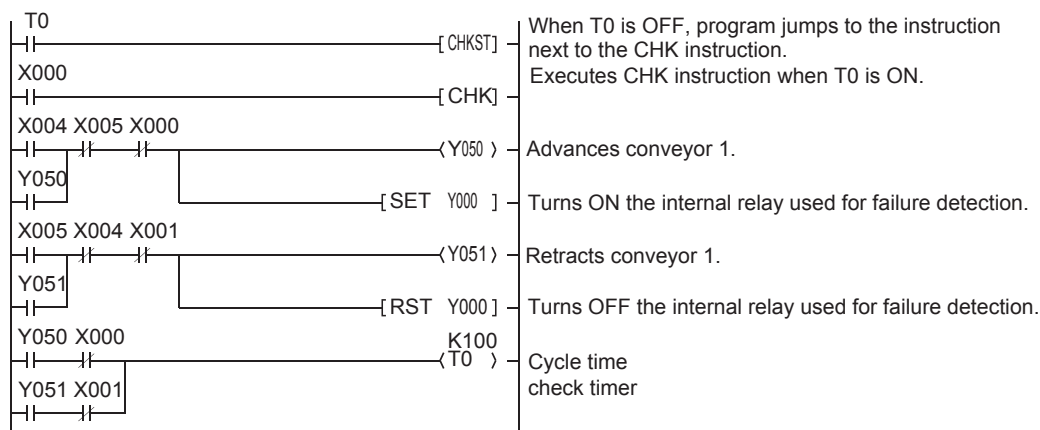 T0
[ CHKST]
When T0 is OFF, program jumps to the instruction
next to the CHK instruction.
X000
[ CHK]
Executes CHK instruction when T0 is ON.
X004 X005 X000
Y050
Advances conveyor 1.
Y050
[ SET Y000 ]
Turns ON the internal relay used for failure detection.
X005 X004 X001
Y051
Retracts conveyor 1.
Y051
[ RST Y000 ]
Turns OFF the internal relay used for failure detection.
Y050 X000
K100
T0
Cycle time
check timer
Y051 X001